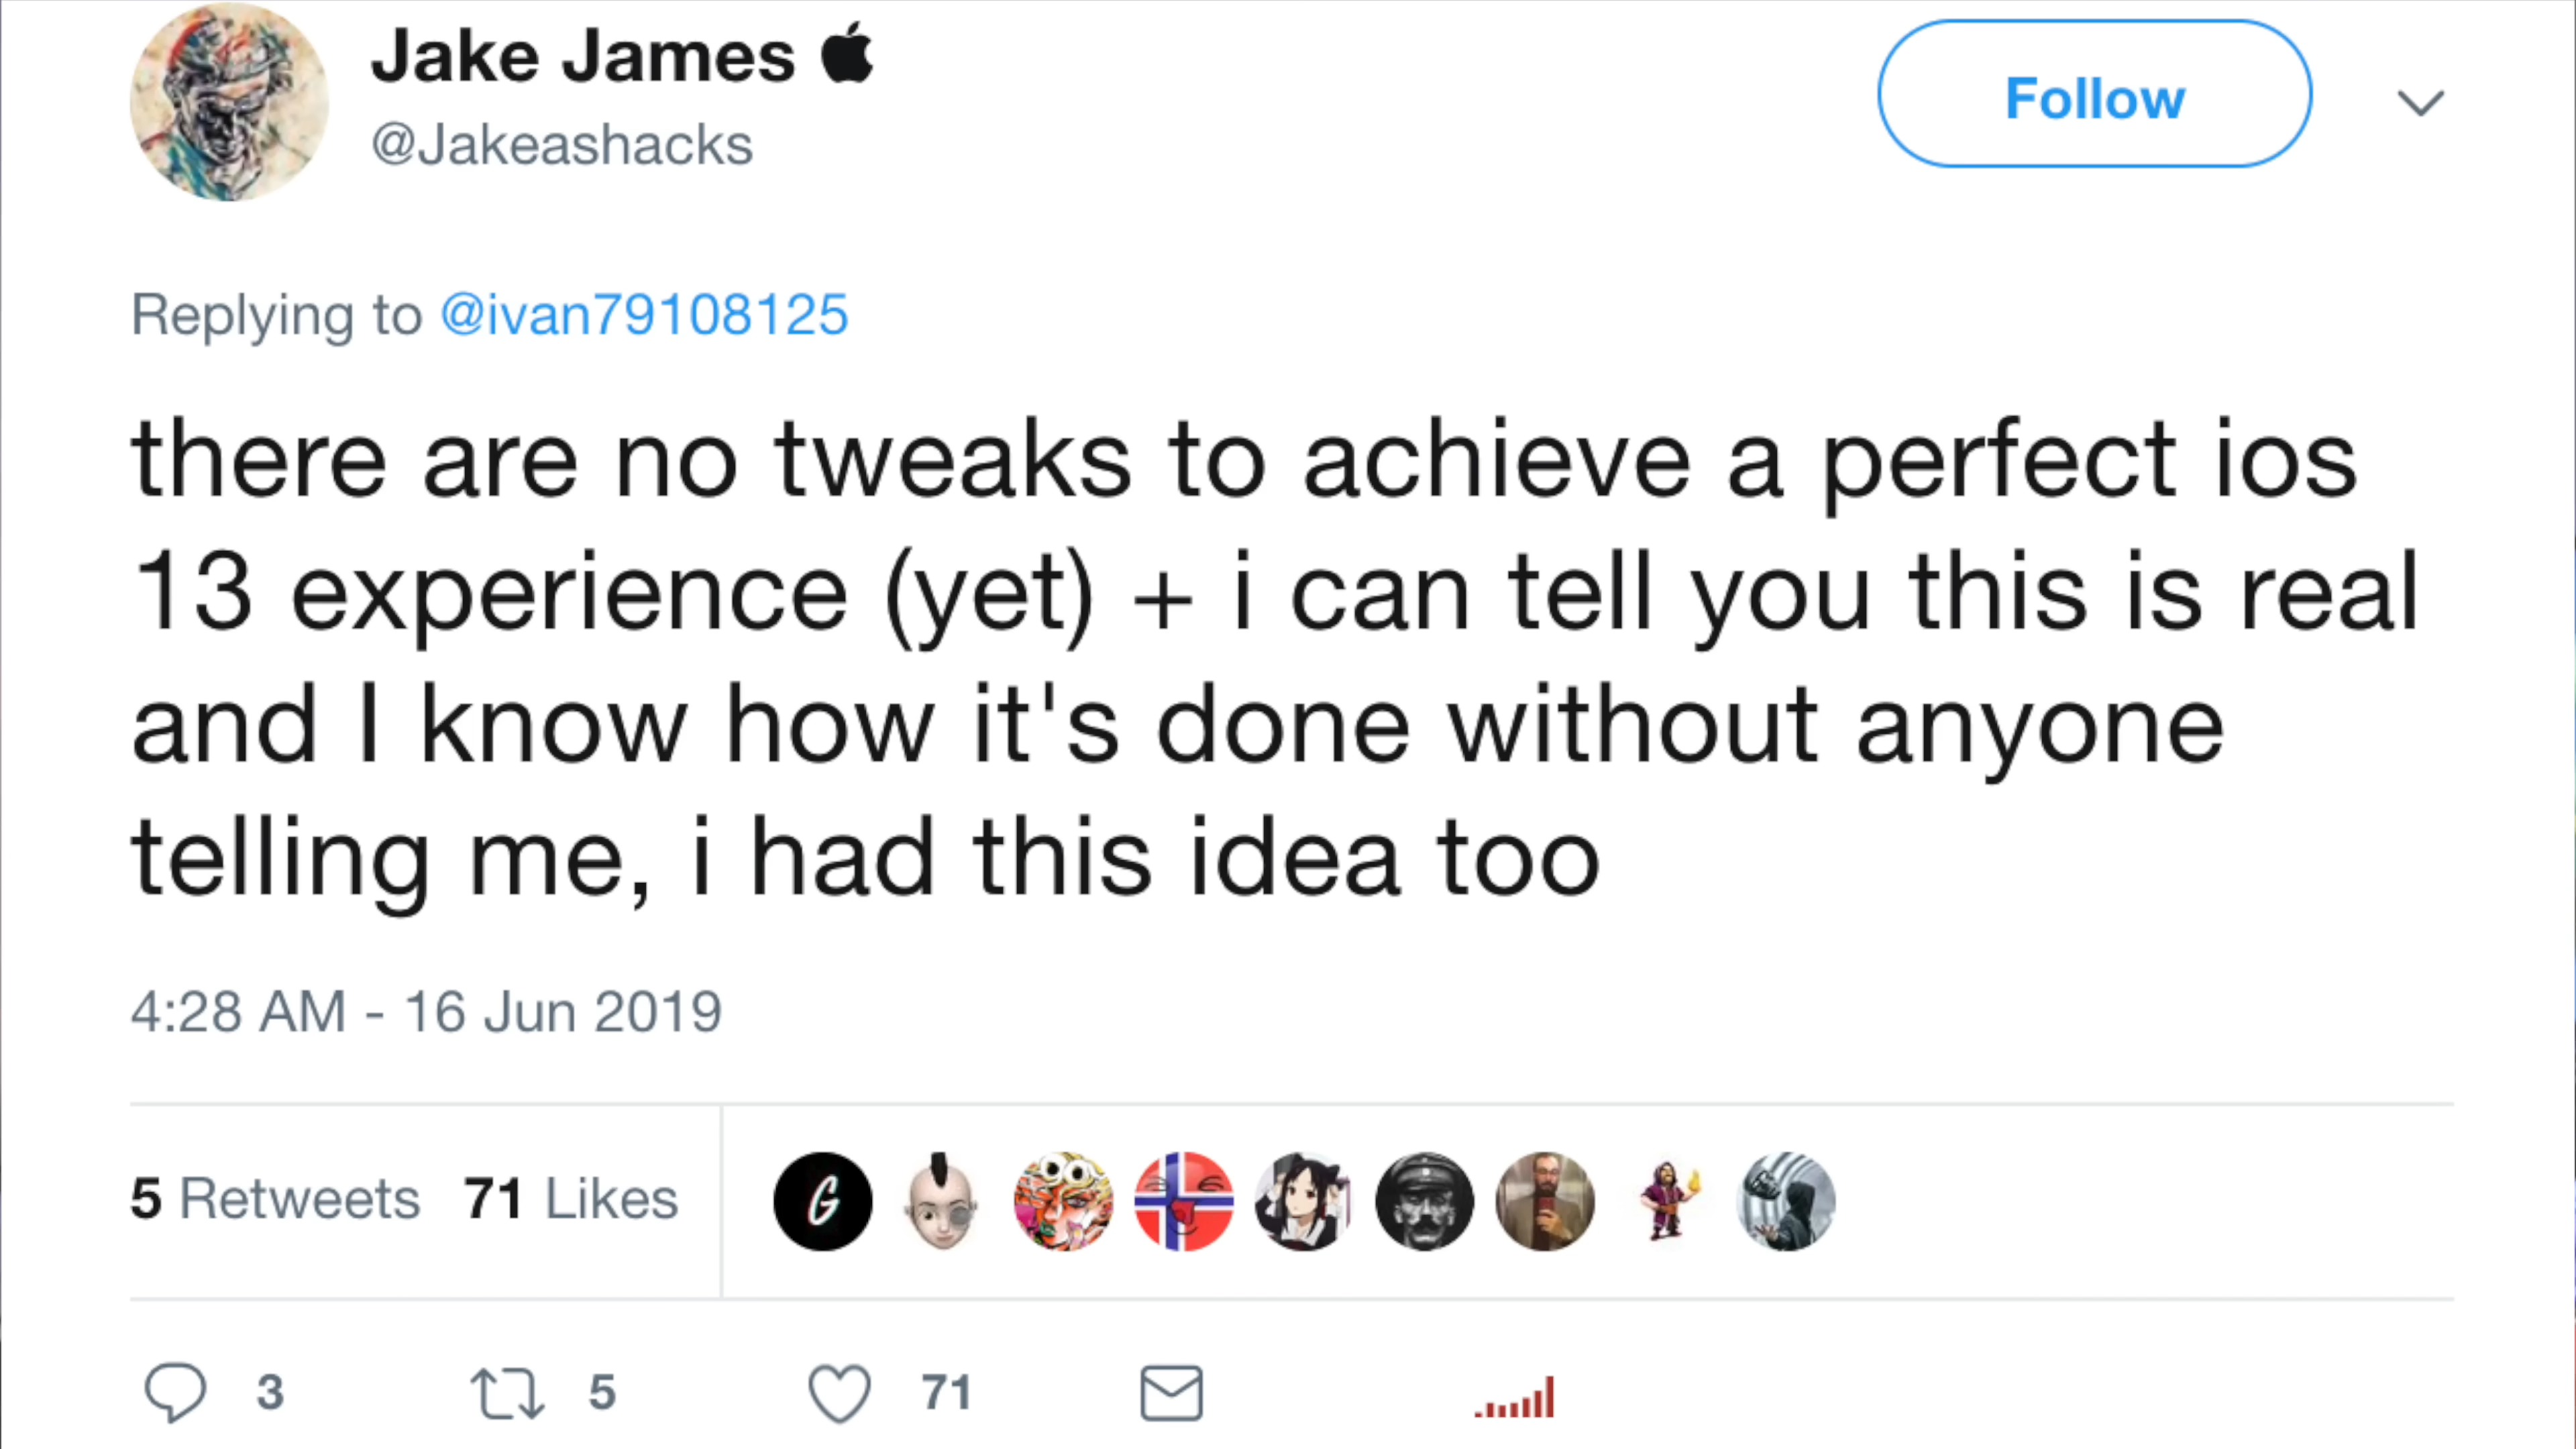 Jake James
@Jakeashacks
Follow
Replying to @ivan79108125
there are no tweaks to achieve a perfect ios
13 experience (yet) + i can tell you this is real
and I know how it's done without anyone
telling me, i had this idea too
4:28 AM - 16 Jun 2019
5 Retweets 71 Likes
G
3 5 71